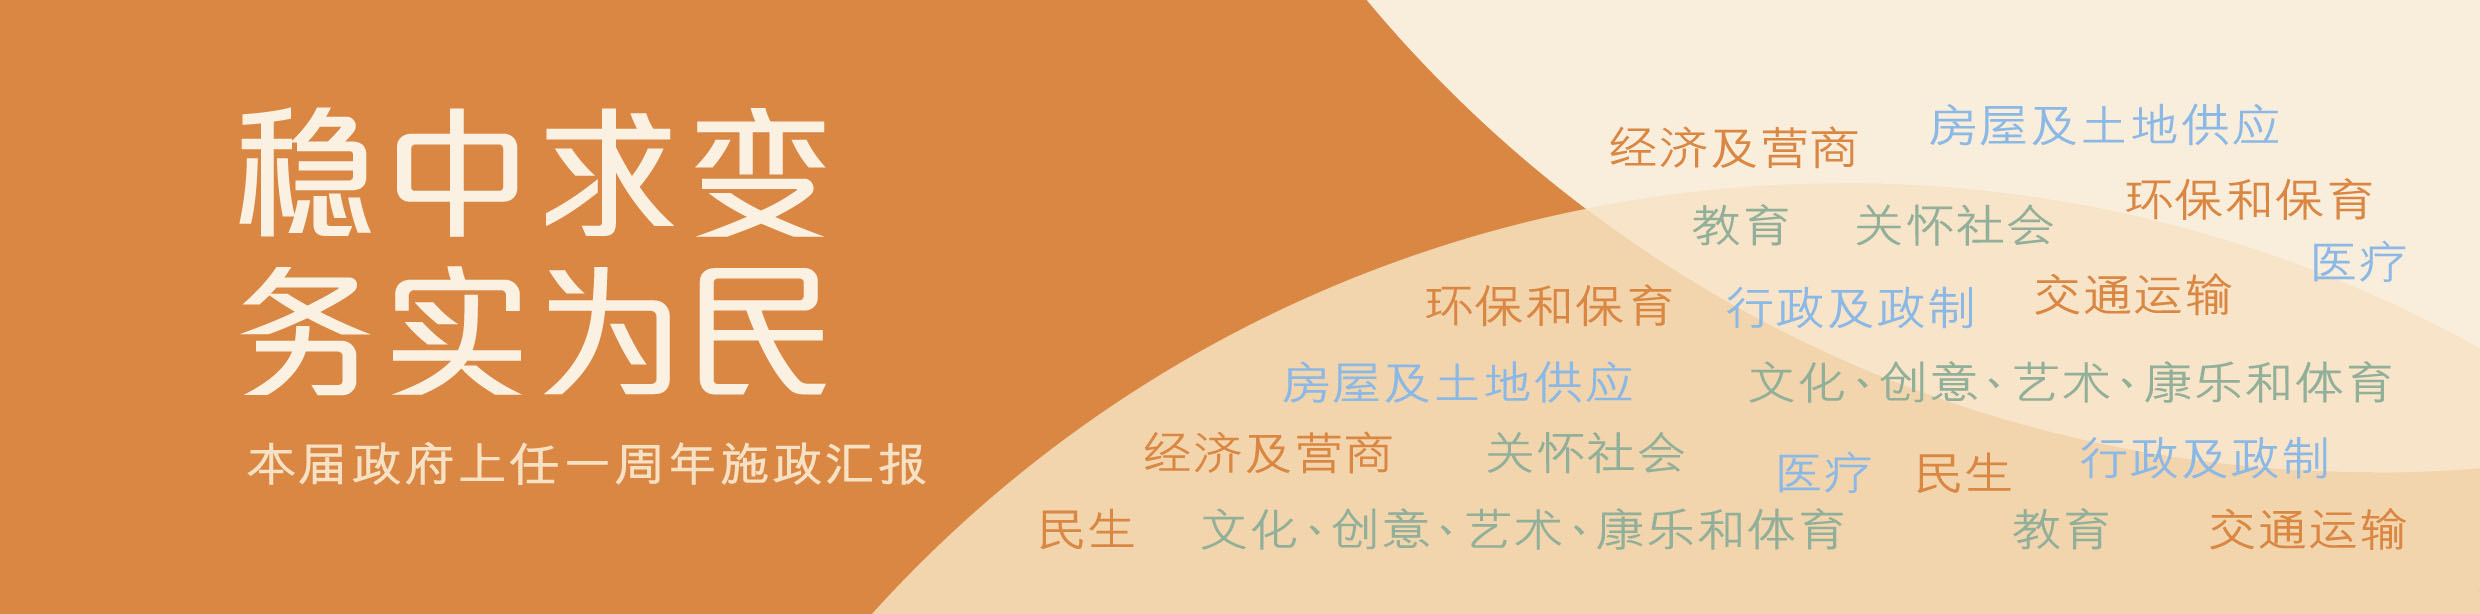 稳中求变
务实为民
本届政府上任一周年施政汇报
经济及营商
房屋及土地供应
教育
关怀社会
环保和保育
医疗
环保和保育
行政及政制
交通运输
房屋及土地供应
文化、创意、艺术、康乐和体育
经济及营商
关怀社会
医疗
民生
行政及政制
民生
文化、创意、艺术、康乐和体育
教育
交通运输